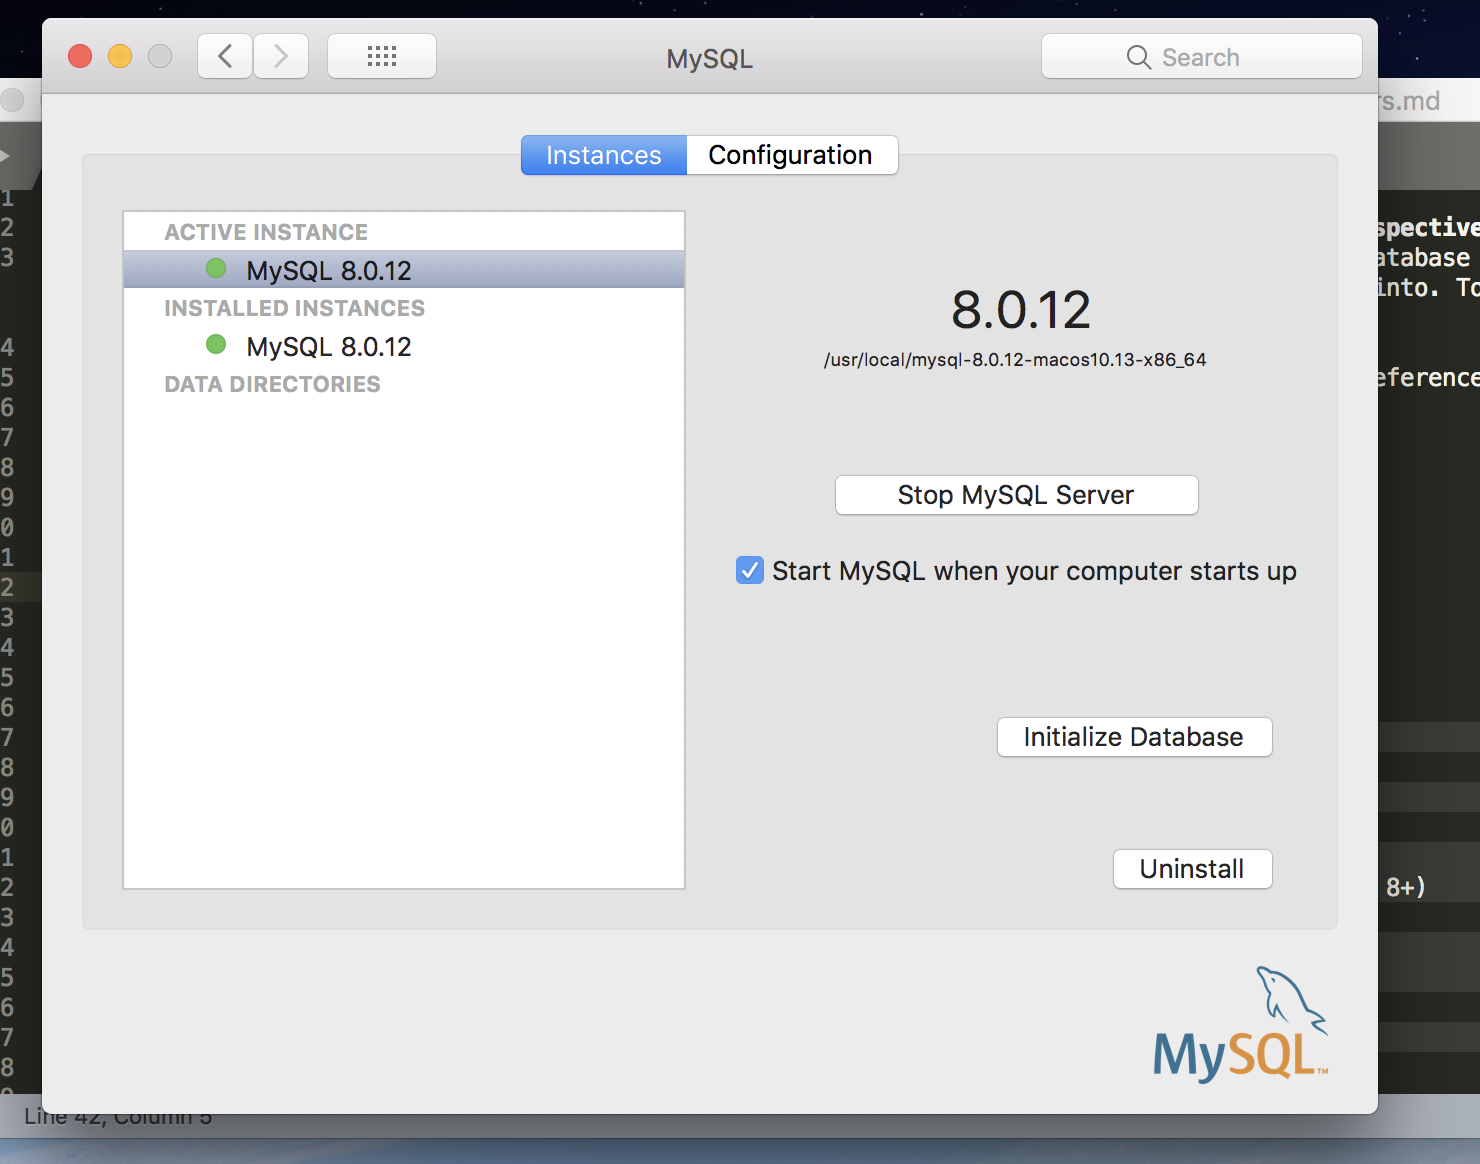 MySQL
Search
rs.md
Instances
Configuration
ACTIVE INSTANCE
MySQL 8.0.12
INSTALLED INSTANCES
MySQL 8.0.12
DATA DIRECTORIES
8.0.12
/usr/local/mysql-8.0.12-macos10.13-x86_64
Stop MySQL Server
Start MySQL when your computer starts up
Initialize Database
Uninstall
MySQL™
1
2
3
4
5
6
7
8
9
0
1
2
3
4
5
6
7
8
9
0
1
2
3
4
5
6
7
8
spective
atabase
into. To
eference
8+)
Line 42, Column 5